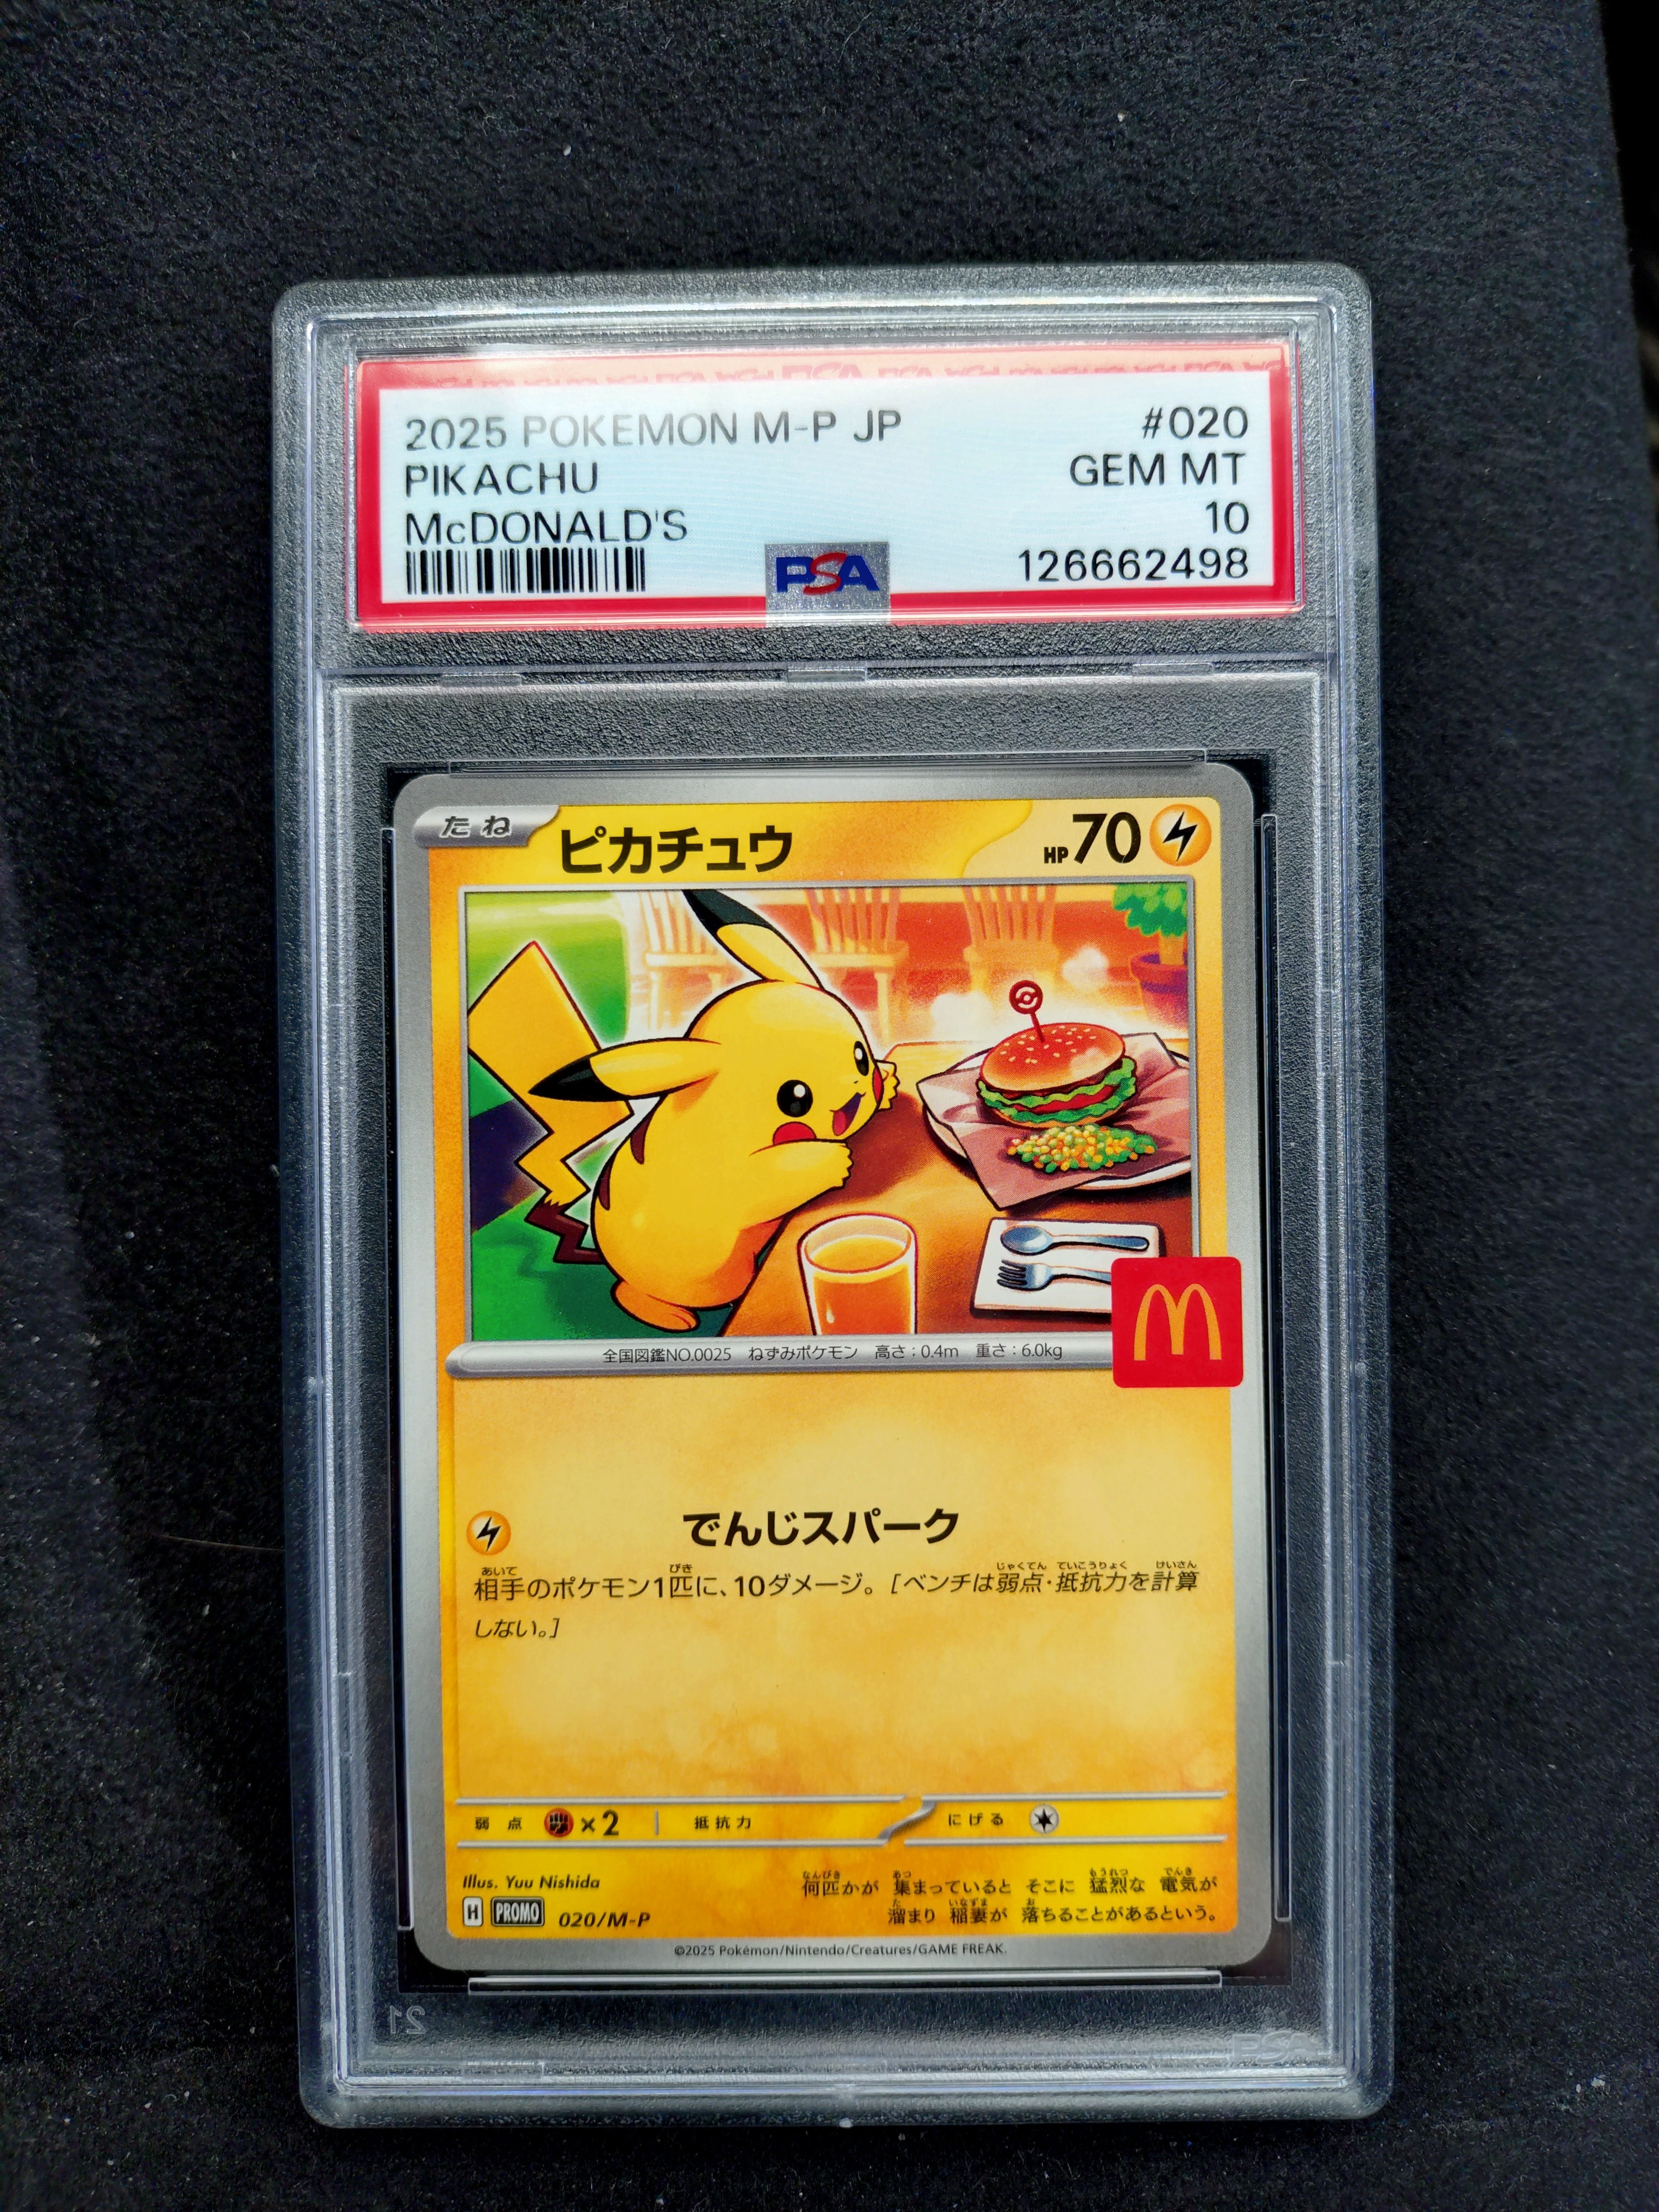 2025 POKEMON M-P JP #020
PIKACHU GEM MT
McDONALD'S 10
PSA 126662498
たね ピカチュウ HP70
全国図鑑NO.0025 ねずみポケモン 高さ：0.4m 重さ：6.0kg
でんじスパーク
相手のポケモン1匹に、10ダメージ。［ベンチは弱点・抵抗力を計算
しない。］
弱点 ×2 抵抗力 にげる
Illus. Yuu Nishida
何匹かが 集まっていると そこに 猛烈な 電気が
溜まり 稲妻が 落ちることがあるという。
H PROMO 020/M-P
©2025 Pokémon/Nintendo/Creatures/GAME FREAK.
21 PSA